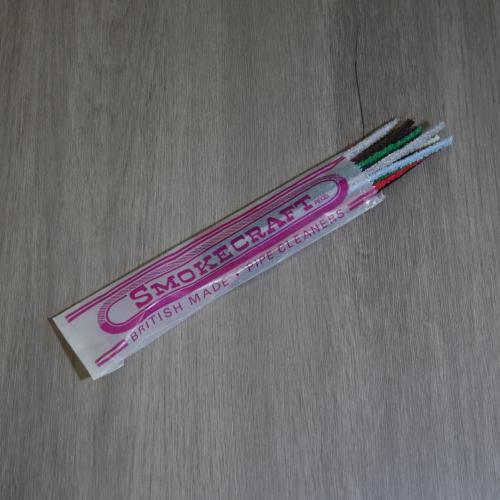 SMOKECRAFT
BRITISH MADE • PIPE CLEANERS